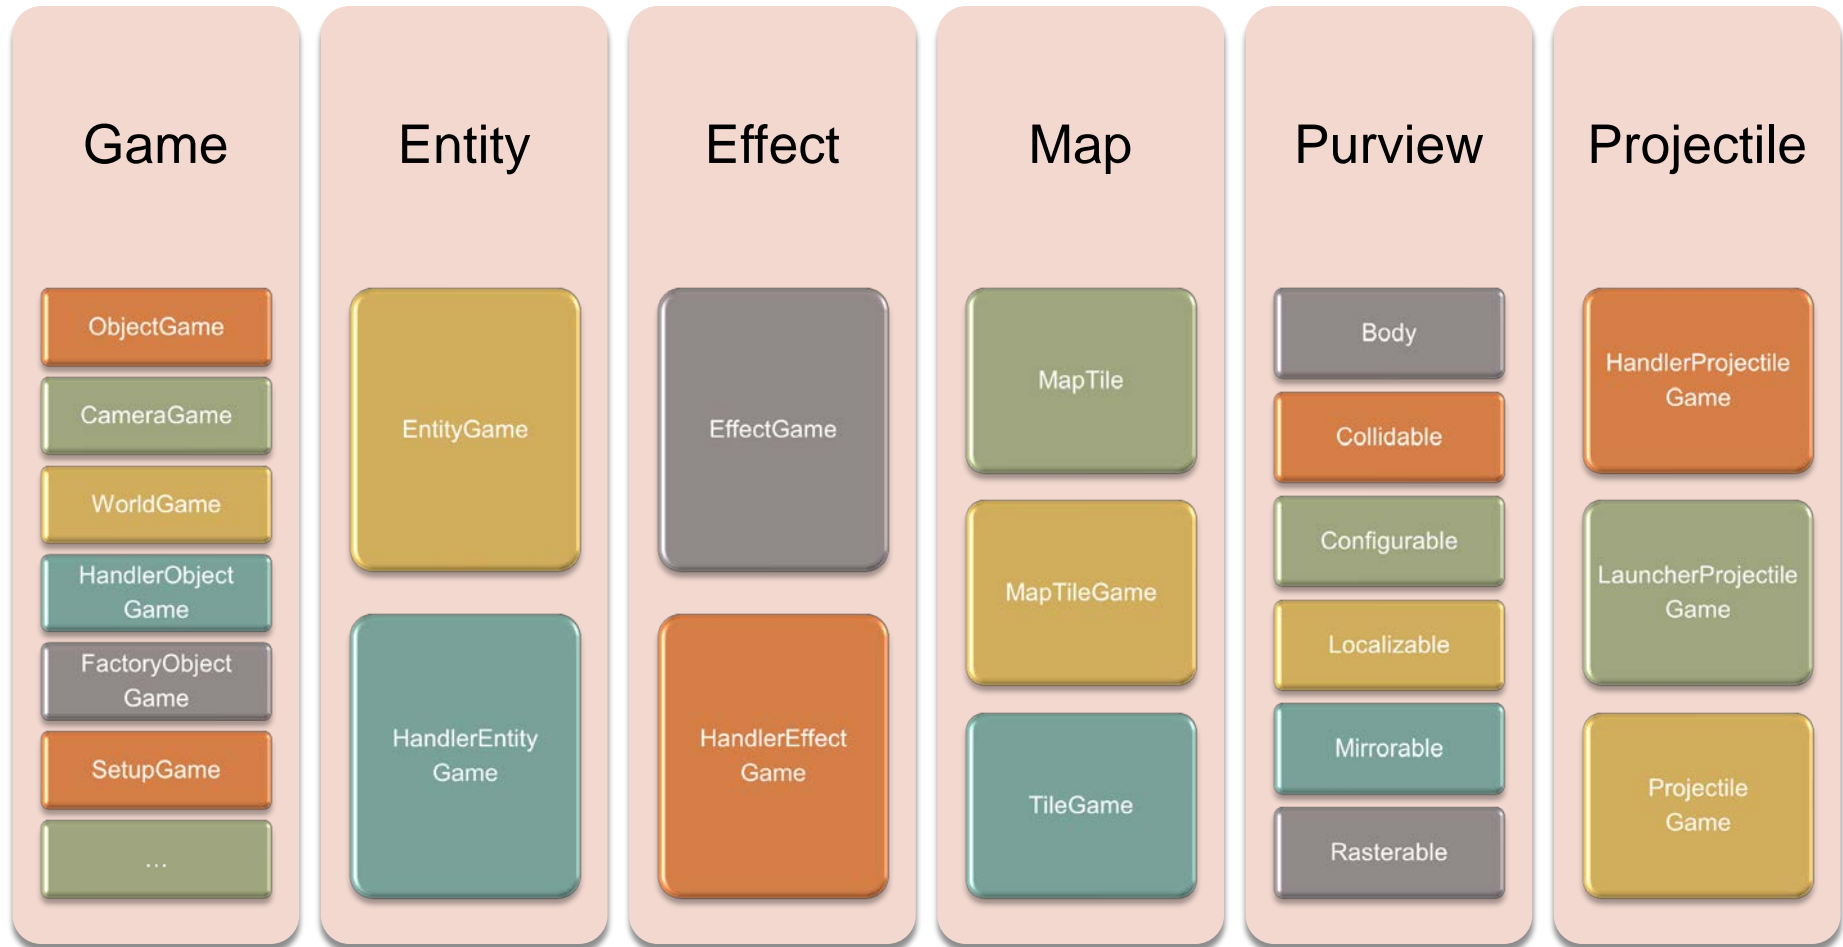 Game
ObjectGame
CameraGame
WorldGame
HandlerObject
Game
FactoryObject
Game
SetupGame
...
Entity
EntityGame
HandlerEntity
Game
Effect
EffectGame
HandlerEffect
Game
Map
MapTile
MapTileGame
TileGame
Purview
Body
Collidable
Configurable
Localizable
Mirrorable
Rasterable
Projectile
HandlerProjectile
Game
LauncherProjectile
Game
Projectile
Game